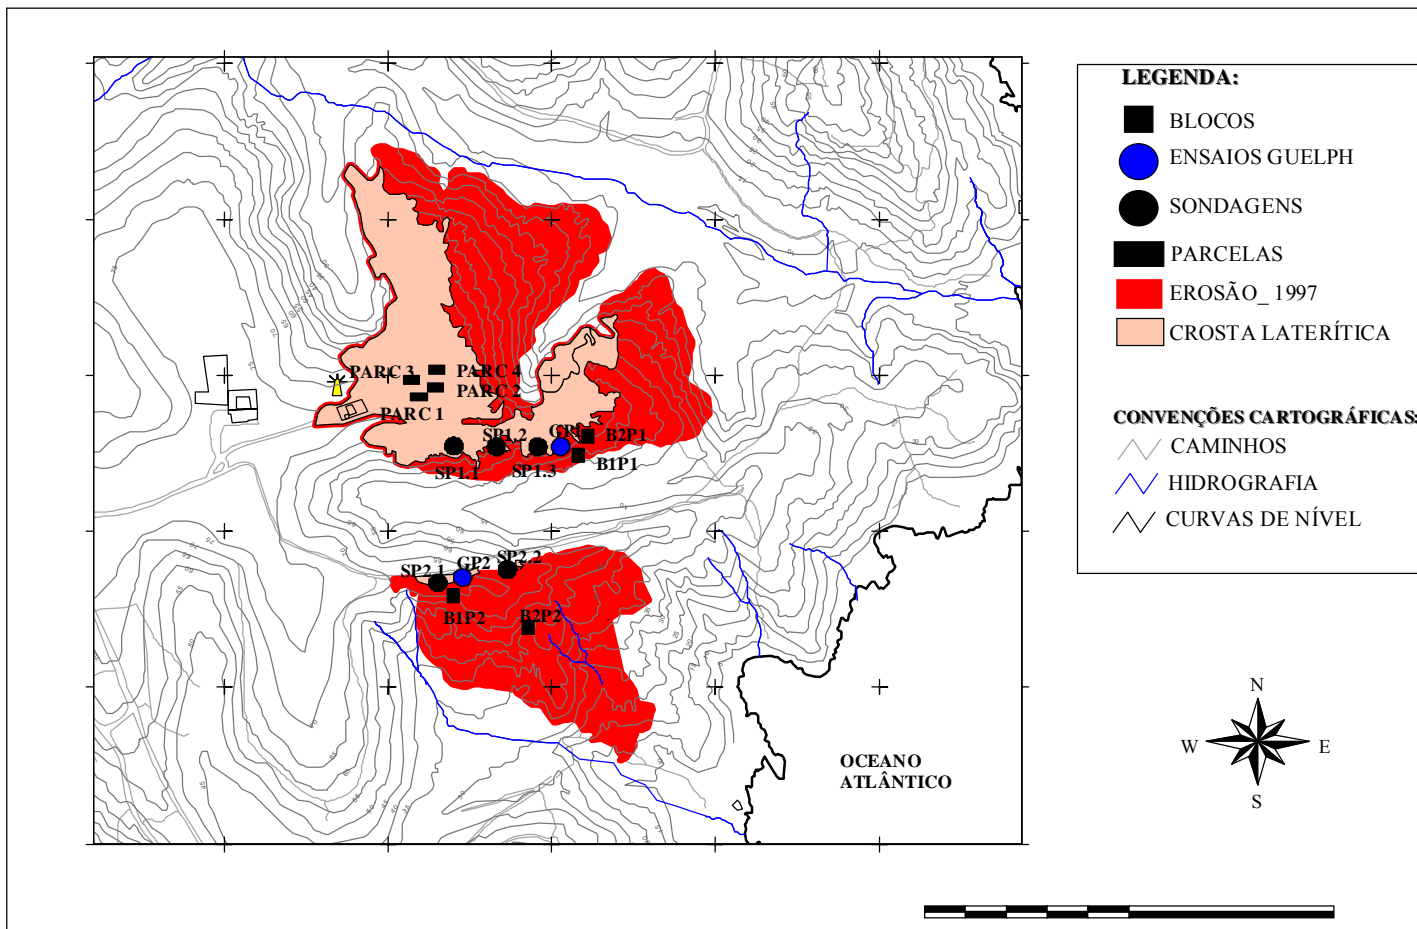 LEGENDA:
BLOCOS
ENSAIOS GUELPH
SONDAGENS
PARCELAS
EROSÃO_ 1997
CROSTA LATERÍTICA
CONVENÇÕES CARTOGRÁFICAS:
CAMINHOS
HIDROGRAFIA
CURVAS DE NÍVEL
PARC 3
PARC 4
PARC 2
PARC 1
SP1.2
GP1
B2P1
SP1.1
SP1.3
B1P1
SP2.1
GP2
SP2.2
B1P2
B2P2
OCEANO
ATLÂNTICO
N
W
E
S